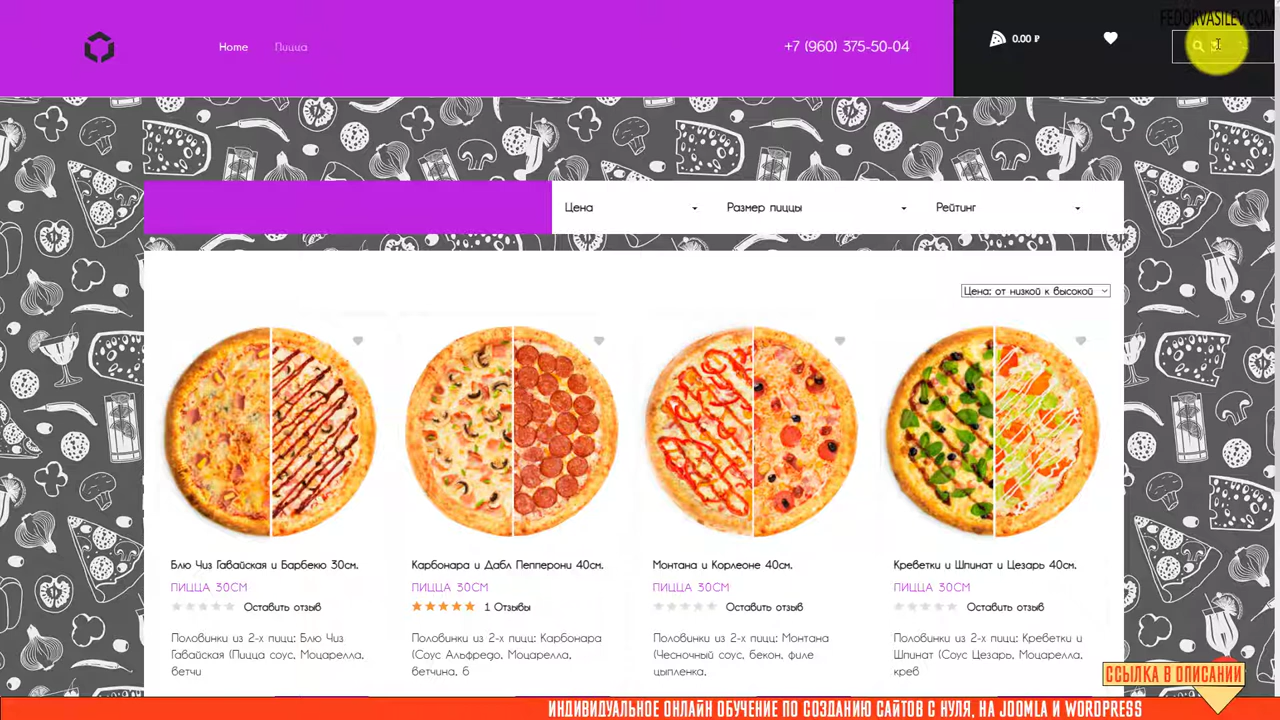 FEDORVASILEV.COM
Home Пицца +7 (960) 375-50-04 0.00 ₽
Цена Размер пиццы Рейтинг
Цена: от низкой к высокой
Блю Чиз Гавайская и Барбекю 30см.
ПИЦЦА 30СМ
Оставить отзыв
Половинки из 2-х пицц: Блю Чиз
Гавайская (Пицца соус, Моцарелла,
ветчи
Карбонара и Дабл Пепперони 40см.
ПИЦЦА 30СМ
1 Отзывы
Половинки из 2-х пицц: Карбонара
(Соус Альфредо, Моцарелла,
ветчина, б
Монтана и Корлеоне 40см.
ПИЦЦА 30СМ
Оставить отзыв
Половинки из 2-х пицц: Монтана
(Чесночный соус, бекон, филе
цыпленка,
Креветки и Шпинат и Цезарь 40см.
ПИЦЦА 30СМ
Оставить отзыв
Половинки из 2-х пицц: Креветки и
Шпинат (Соус Цезарь, Моцарелла,
креб
ССЫЛКА В ОПИСАНИИ
ИНДИВИДУАЛЬНОЕ ОНЛАЙН ОБУЧЕНИЕ ПО СОЗДАНИЮ САЙТОВ С НУЛЯ, НА JOOMLA И WORDPRESS